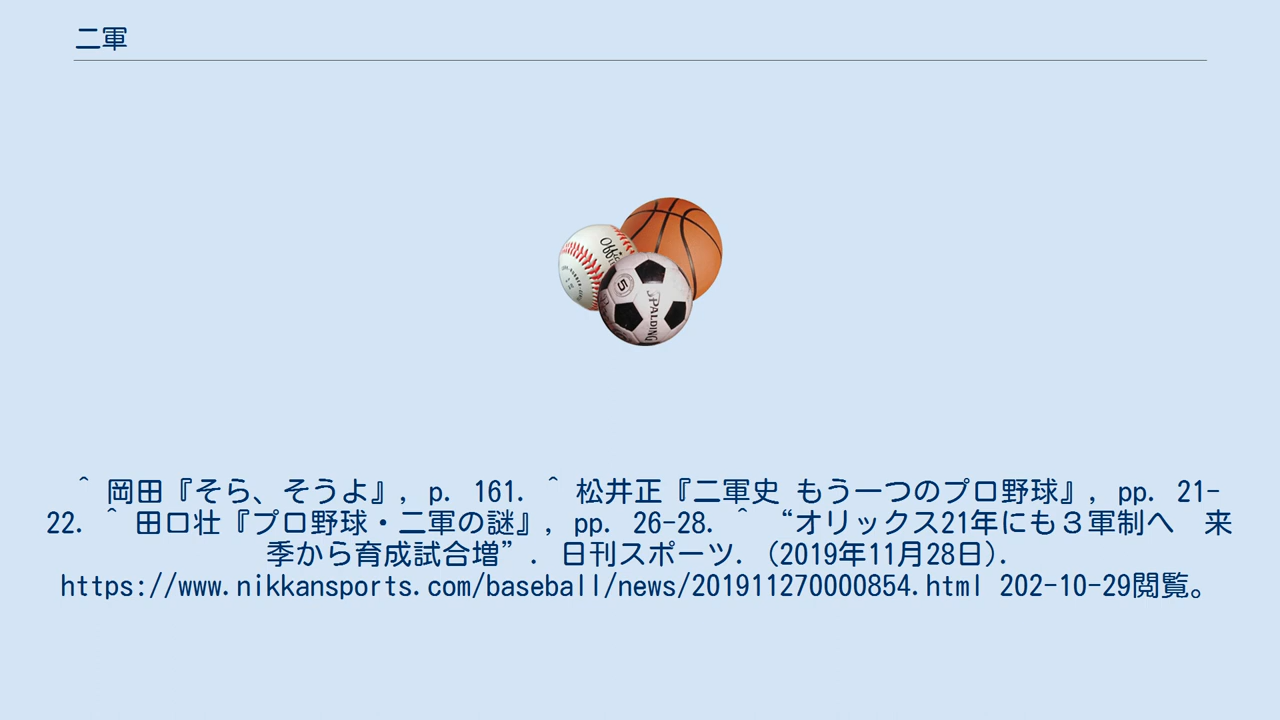 二軍
Offic
5
SPALDING
^ 岡田『そら、そうよ』, p. 161. ^ 松井正『二軍史 もう一つのプロ野球』, pp. 21-
22. ^ 田口壮『プロ野球・二軍の謎』, pp. 26-28. ^ “オリックス21年にも３軍制へ　来
季から育成試合増”. 日刊スポーツ. (2019年11月28日).
https://www.nikkansports.com/baseball/news/201911270000854.html 202-10-29閲覧。